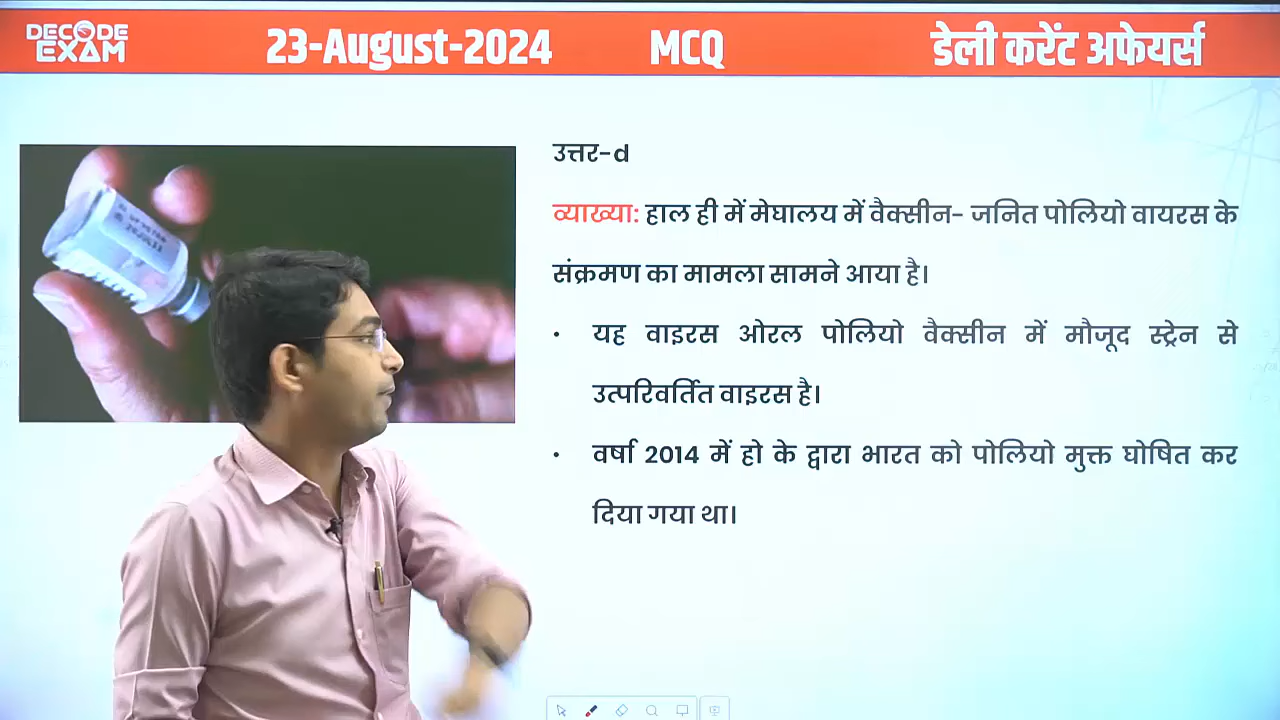 DECODE
EXAM
23-August-2024 MCQ डेली करेंट अफेयर्स
उत्तर-d
व्याख्या: हाल ही में मेघालय में वैक्सीन- जनित पोलियो वायरस के
संक्रमण का मामला सामने आया है।
• यह वाइरस ओरल पोलियो वैक्सीन में मौजूद स्ट्रेन से
उत्परिवर्तित वाइरस है।
• वर्षा 2014 में हो के द्वारा भारत को पोलियो मुक्त घोषित कर
दिया गया था।